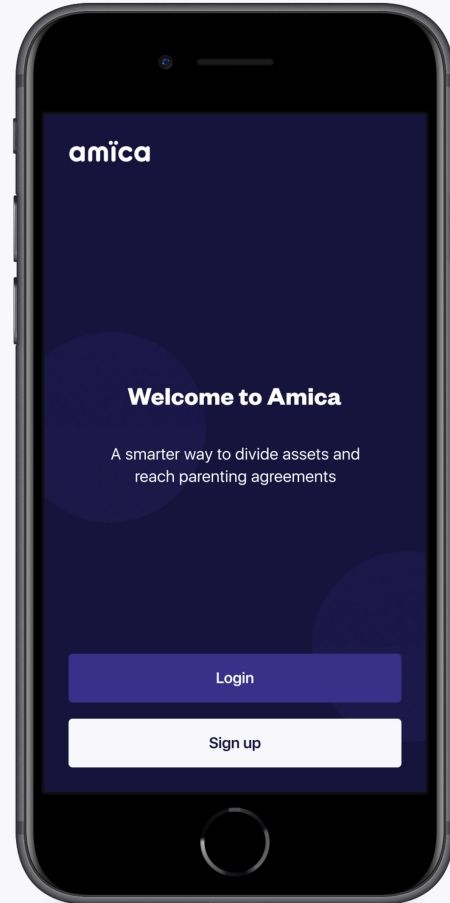 amïca
Welcome to Amica
A smarter way to divide assets and
reach parenting agreements
Login
Sign up